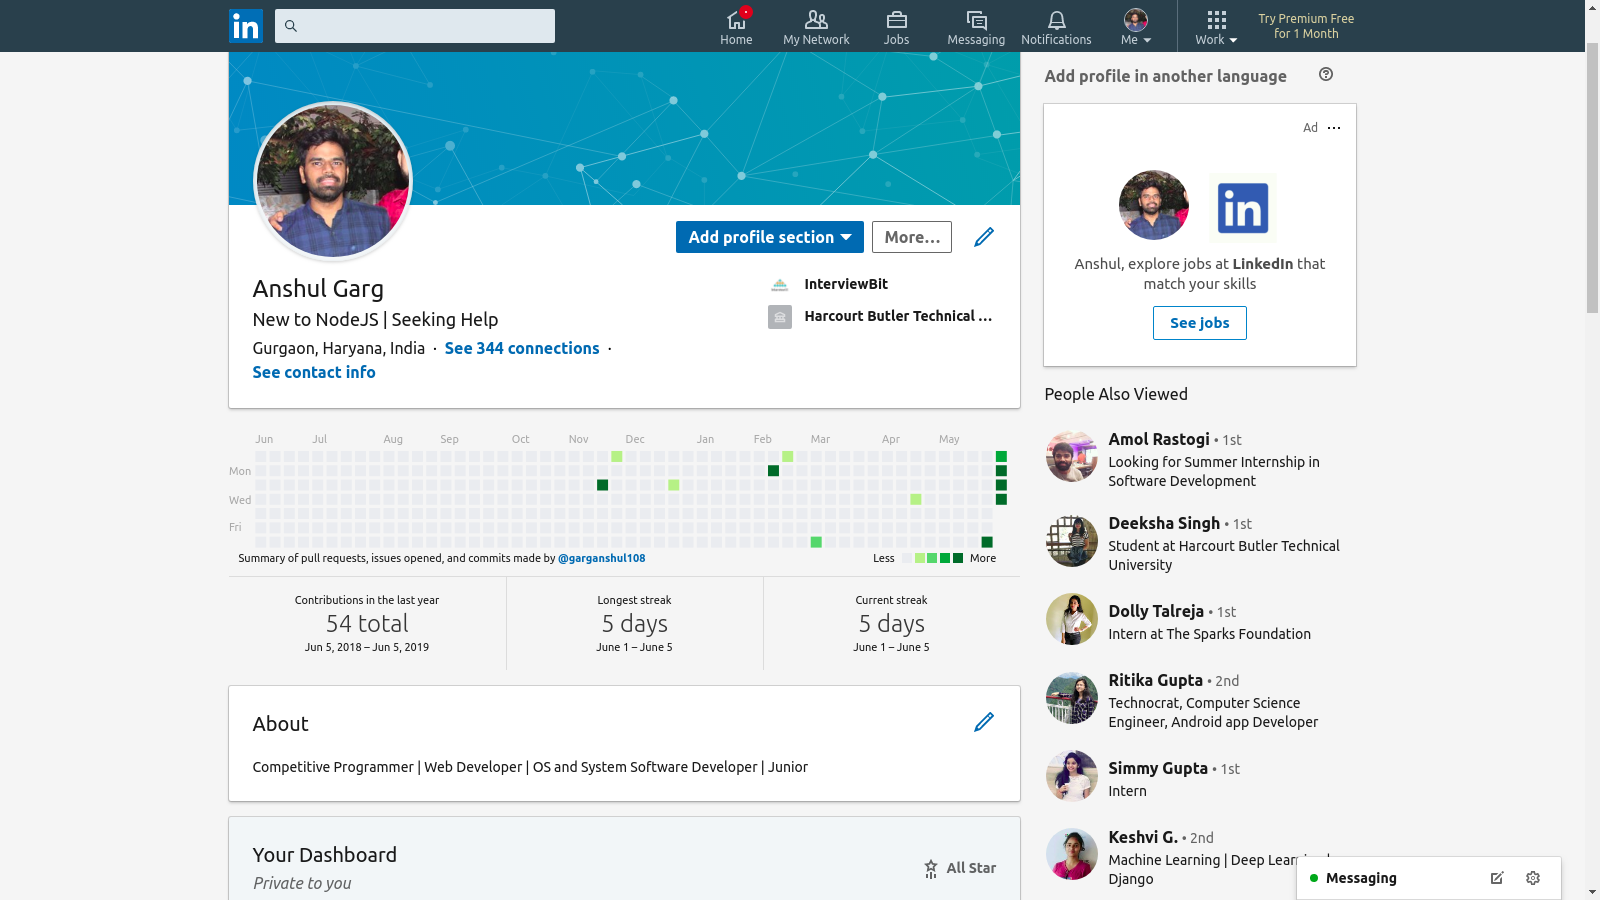 in
Home
My Network
Jobs
Messaging
Notifications
Me
Work
Try Premium Free
for 1 Month
Add profile in another language
Ad
in
Anshul, explore jobs at LinkedIn that
match your skills
See jobs
Add profile section
More...
Anshul Garg
New to NodeJS | Seeking Help
Gurgaon, Haryana, India · See 344 connections ·
See contact info
InterviewBit
Harcourt Butler Technical ...
Jun Jul Aug Sep Oct Nov Dec Jan Feb Mar Apr May
Mon
Wed
Fri
Summary of pull requests, issues opened, and commits made by @garganshul108
Less More
Contributions in the last year
54 total
Jun 5, 2018 – Jun 5, 2019
Longest streak
5 days
June 1 – June 5
Current streak
5 days
June 1 – June 5
About
Competitive Programmer | Web Developer | OS and System Software Developer | Junior
Your Dashboard
Private to you
All Star
People Also Viewed
Amol Rastogi • 1st
Looking for Summer Internship in
Software Development
Deeksha Singh • 1st
Student at Harcourt Butler Technical
University
Dolly Talreja • 1st
Intern at The Sparks Foundation
Ritika Gupta • 2nd
Technocrat, Computer Science
Engineer, Android app Developer
Simmy Gupta • 1st
Intern
Keshvi G. • 2nd
Machine Learning | Deep Learning |
Django
Messaging